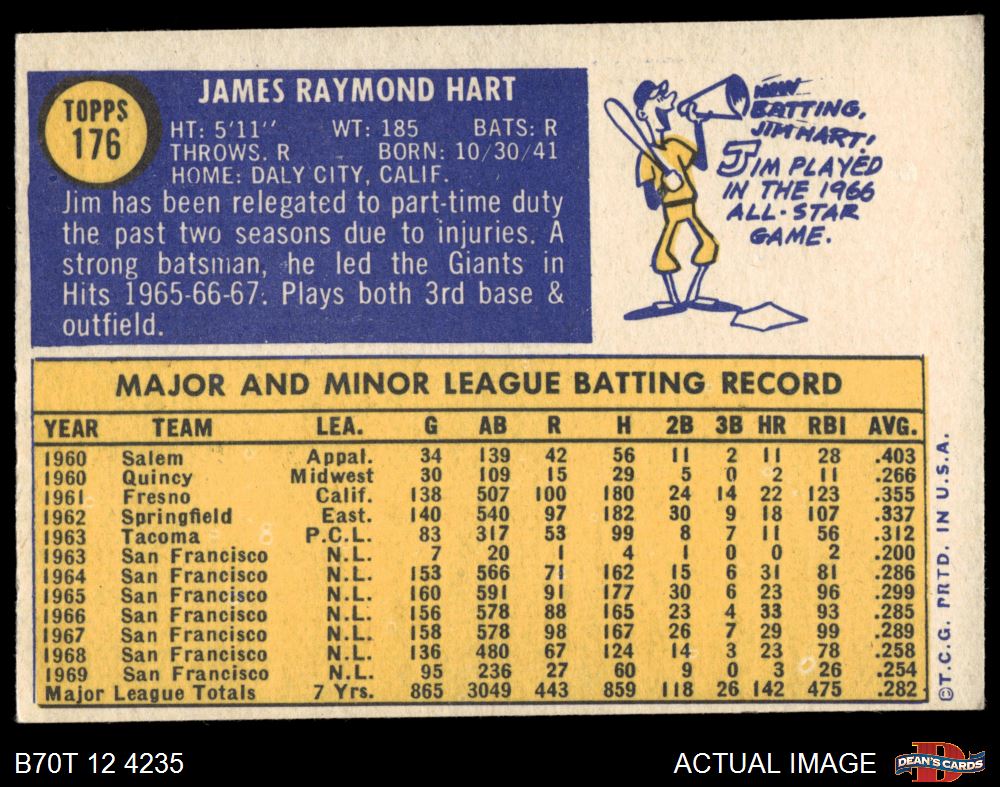 TOPPS
176
JAMES RAYMOND HART
HT: 5'11" WT: 185 BATS: R
THROWS. R BORN: 10/30/41
HOME: DALY CITY, CALIF.
Jim has been relegated to part-time duty
the past two seasons due to injuries. A
strong batsman, he led the Giants in
Hits 1965-66-67. Plays both 3rd base &
outfield.
NOW
BATTING,
JIM HART!
JIM PLAYED
IN THE 1966
ALL-STAR
GAME.
MAJOR AND MINOR LEAGUE BATTING RECORD
YEAR TEAM LEA. G AB R H 2B 3B HR RBI AVG.
1960 Salem Appal. 34 139 42 56 11 2 11 28 .403
1960 Quincy Midwest 30 109 15 29 5 0 2 11 .266
1961 Fresno Calif. 138 507 100 180 24 14 22 123 .355
1962 Springfield East. 140 540 97 182 30 9 18 107 .337
1963 Tacoma P.C.L. 83 317 53 99 8 7 11 56 .312
1963 San Francisco N.L. 7 20 1 4 1 0 0 2 .200
1964 San Francisco N.L. 153 566 71 162 15 6 31 81 .286
1965 San Francisco N.L. 160 591 91 177 30 6 23 96 .299
1966 San Francisco N.L. 156 578 88 165 23 4 33 93 .285
1967 San Francisco N.L. 158 578 98 167 26 7 29 99 .289
1968 San Francisco N.L. 136 480 67 124 14 3 23 78 .258
1969 San Francisco N.L. 95 236 27 60 9 0 3 26 .254
Major League Totals 7 Yrs. 865 3049 443 859 118 26 142 475 .282
©T.C.G. PRTD. IN U.S.A.
B70T 12 4235
ACTUAL IMAGE
DEAN'S CARDS